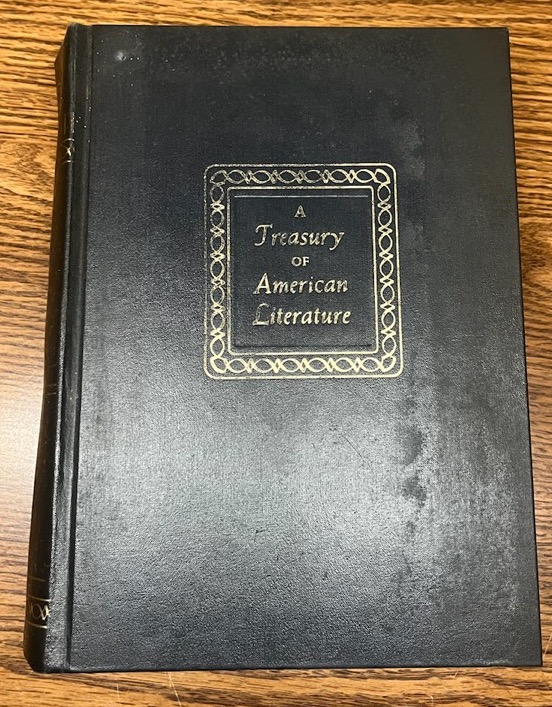 A
Treasury
OF
American
Literature